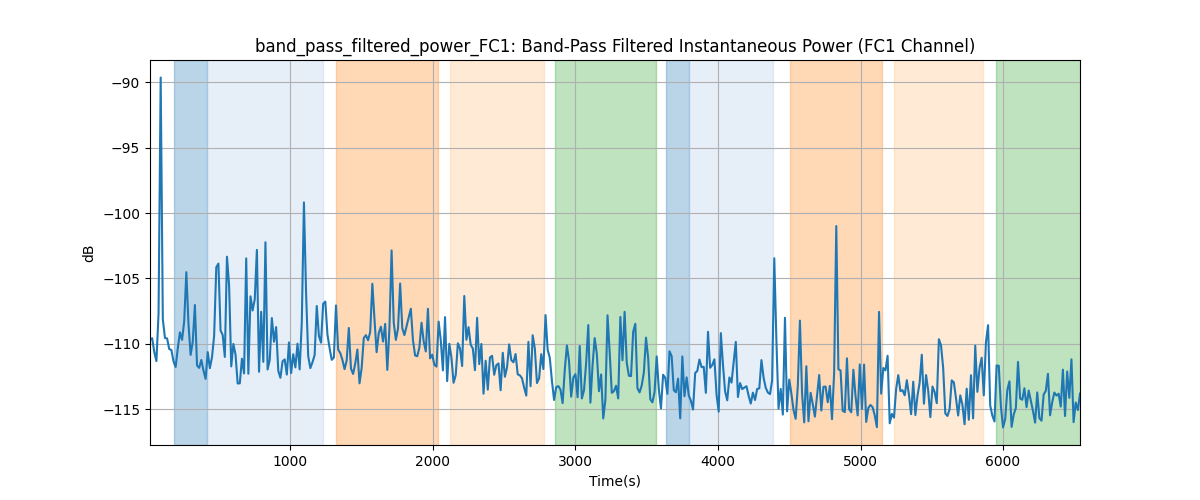 band_pass_filtered_power_FC1: Band-Pass Filtered Instantaneous Power (FC1 Channel)
−90
−95
−100
−105
−110
−115
dB
1000 2000 3000 4000 5000 6000
Time(s)